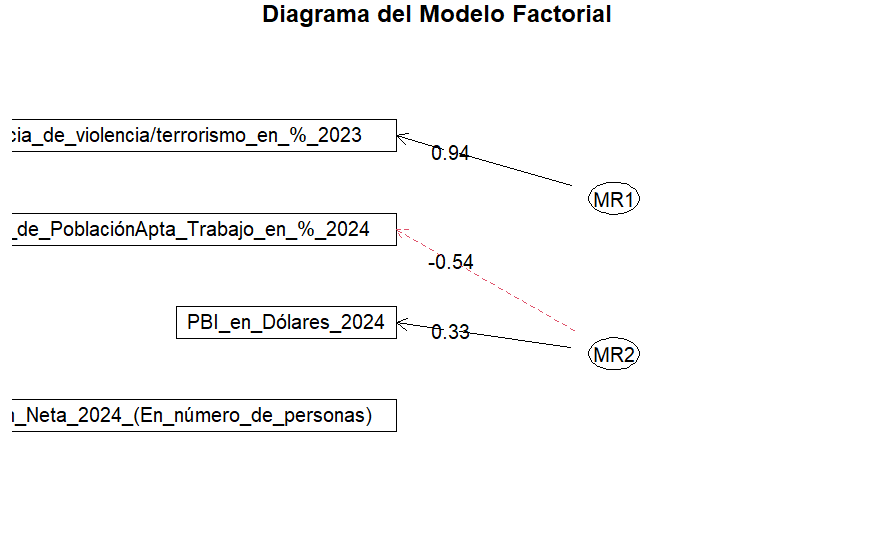 Diagrama del Modelo Factorial
cia_de_violencia/terrorismo_en_%_2023
0.94
MR1
_de_PoblaciónApta_Trabajo_en_%_2024
-0.54
PBI_en_Dólares_2024
0.33
MR2
_Neta_2024_(En_número_de_personas)